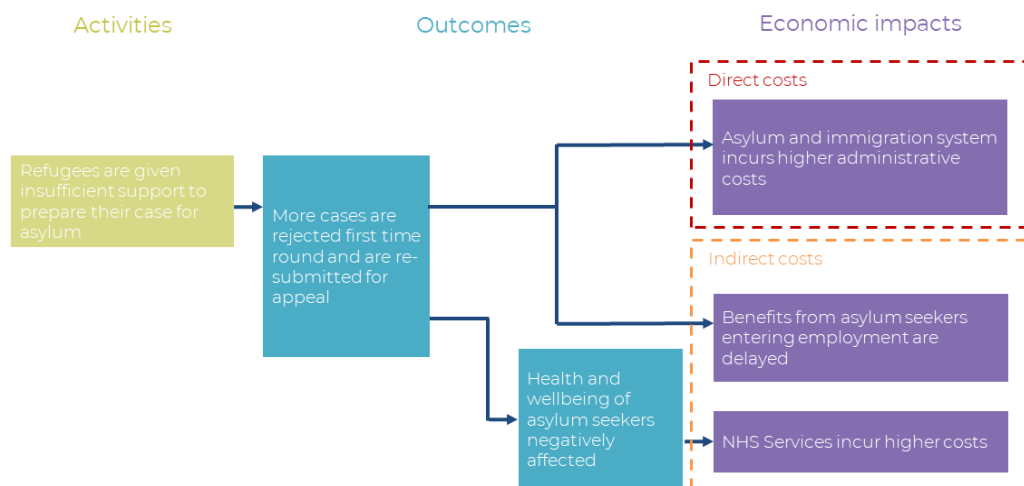 Activities
Outcomes
Economic impacts
Direct costs
Asylum and immigration system
incurs higher administrative
costs
Refugees are given
insufficient support to
prepare their case for
asylum
More cases are
rejected first time
round and are re-
submitted for
appeal
Indirect costs
Benefits from asylum seekers
entering employment are
delayed
Health and
wellbeing of
asylum seekers
negatively
affected
NHS Services incur higher costs